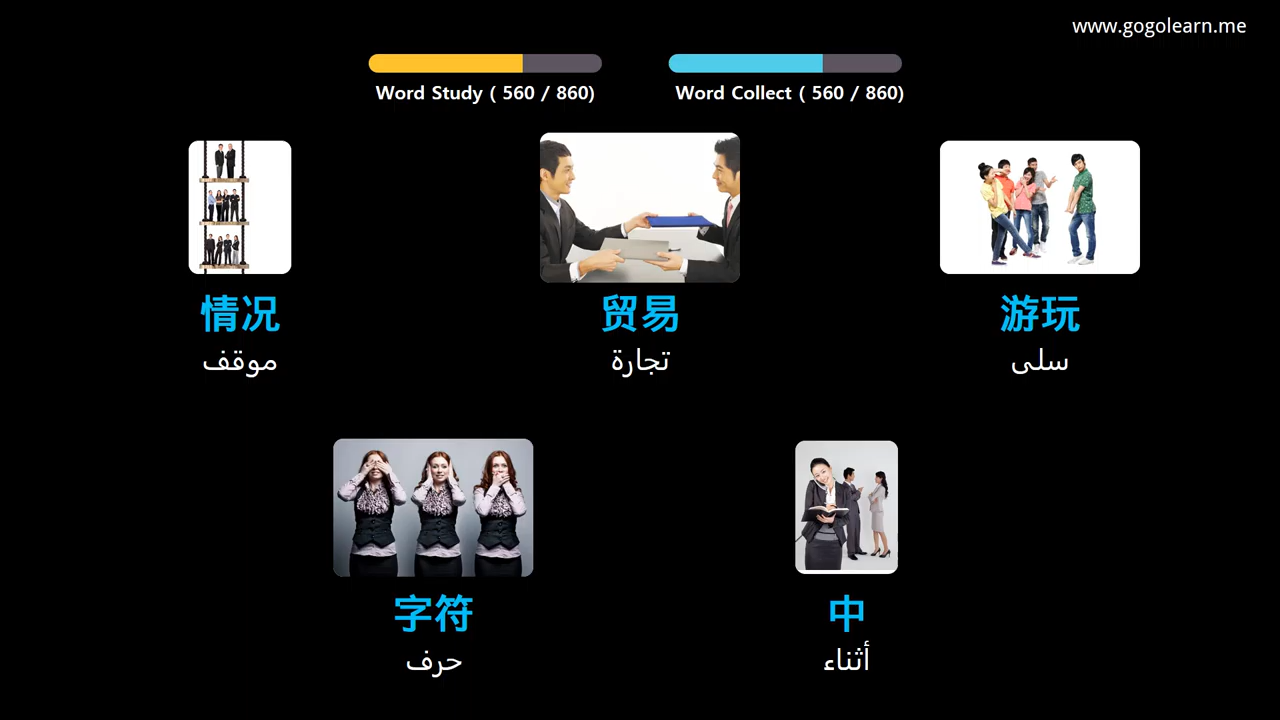 www.gogolearn.me
Word Study ( 560 / 860)
Word Collect ( 560 / 860)
情况
贸易
游玩
موقف
تجارة
سلى
字符
中
حرف
أثناء